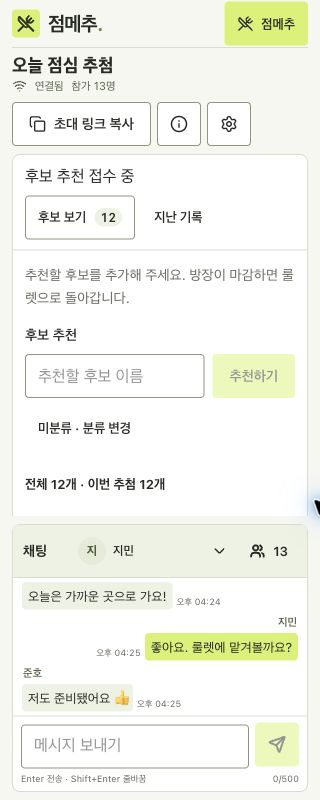 점메추.
점메추
오늘 점심 추첨
연결됨 참가 13명
초대 링크 복사
후보 추천 접수 중
후보 보기 12
지난 기록
추천할 후보를 추가해 주세요. 방장이 마감하면 룰
렛으로 돌아갑니다.
후보 추천
추천할 후보 이름
추천하기
미분류 · 분류 변경
전체 12개 · 이번 추첨 12개
채팅
지 지민
13
오늘은 가까운 곳으로 가요! 오후 04:24
지민
오후 04:25 좋아요. 룰렛에 맡겨볼까요?
준호
저도 준비됐어요 👍 오후 04:25
메시지 보내기
Enter 전송 · Shift+Enter 줄바꿈 0/500